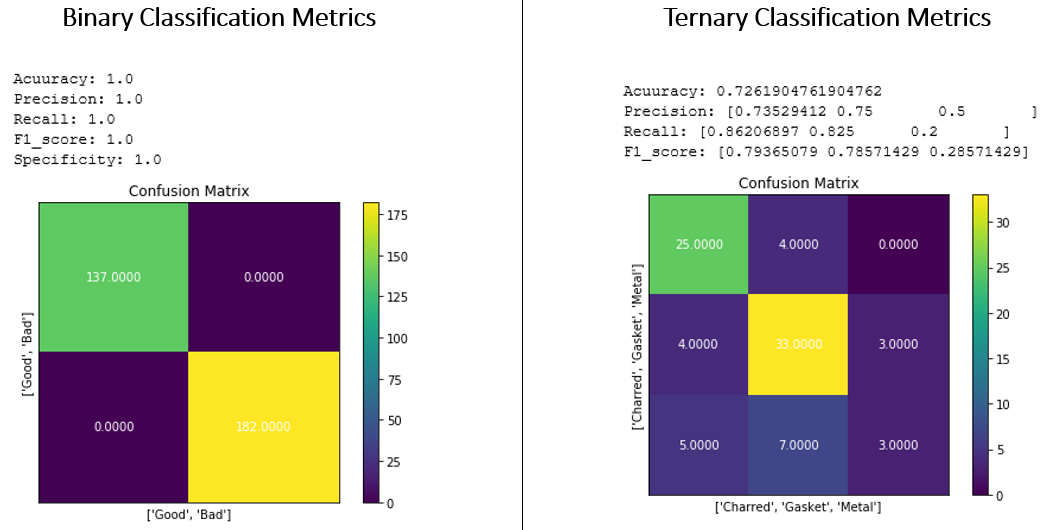 Binary Classification Metrics
Acuuracy: 1.0
Precision: 1.0
Recall: 1.0
F1_score: 1.0
Specificity: 1.0
Confusion Matrix
['Good', 'Bad']
137.0000 0.0000
0.0000 182.0000
['Good', 'Bad']
175
150
125
100
75
50
25
0
Ternary Classification Metrics
Acuuracy: 0.7261904761904762
Precision: [0.73529412 0.75 0.5 ]
Recall: [0.86206897 0.825 0.2 ]
F1_score: [0.79365079 0.78571429 0.28571429]
Confusion Matrix
['Charred', 'Gasket', 'Metal']
25.0000 4.0000 0.0000
4.0000 33.0000 3.0000
5.0000 7.0000 3.0000
['Charred', 'Gasket', 'Metal']
30
25
20
15
10
5
0